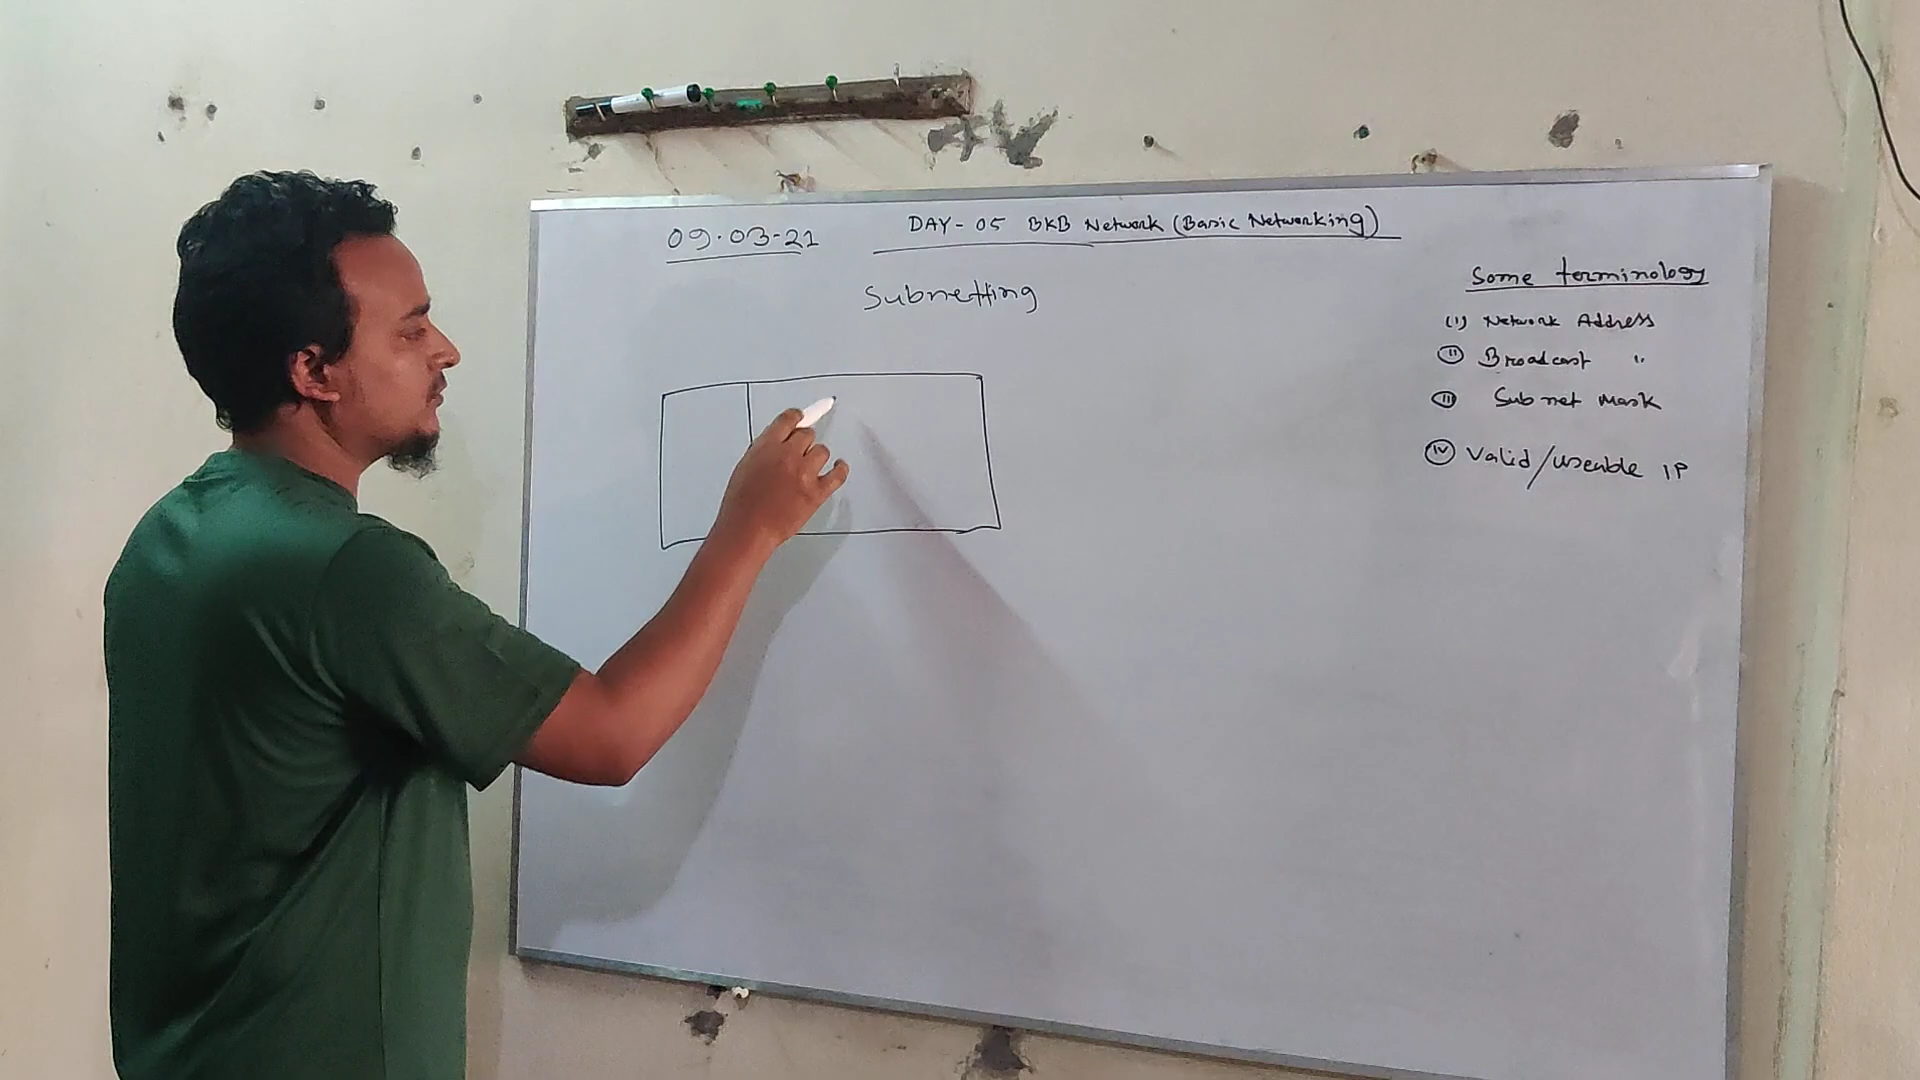 09.03-21
DAY-05 BKB Network (Basic Networking)
Subnetting
Some terminology
(i) Network Address
(ii) Broadcast "
(iii) Subnet Mask
(iv) Valid/Useable IP